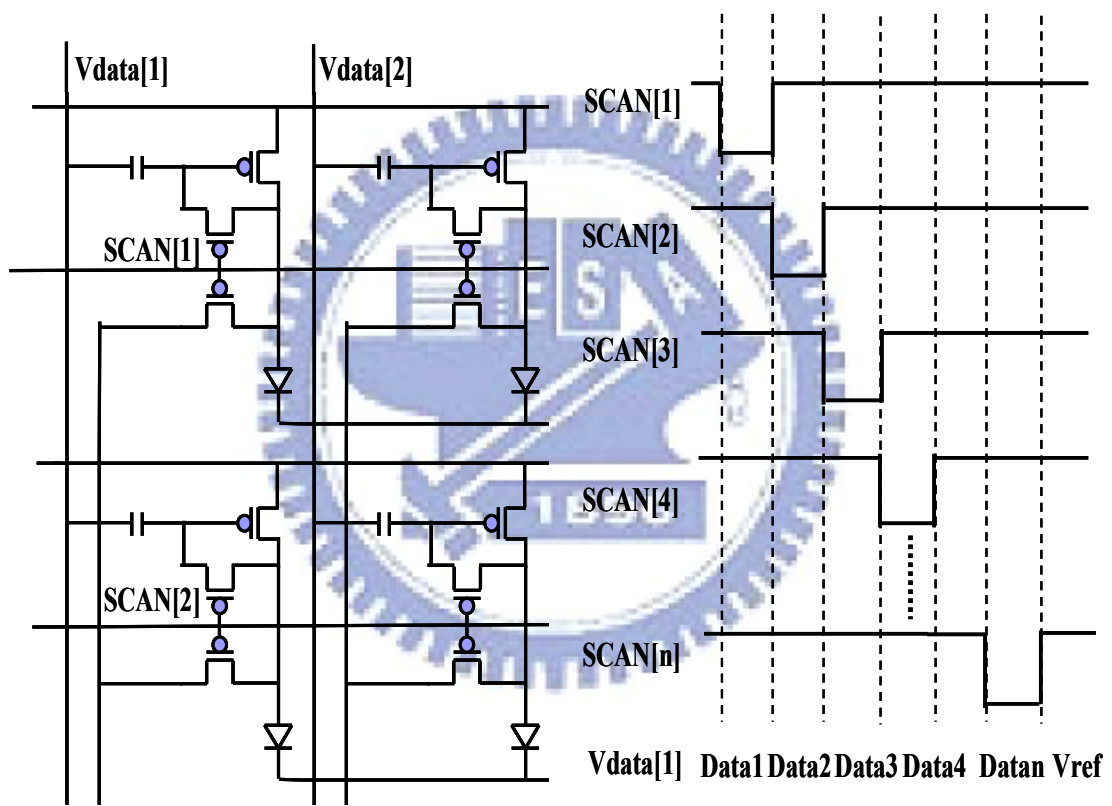 Vdata[1]
Vdata[2]
SCAN[1]
SCAN[2]
SCAN[1]
SCAN[2]
SCAN[3]
SCAN[4]
SCAN[n]
Vdata[1] Data1 Data2 Data3 Data4 Datan Vref
E S A